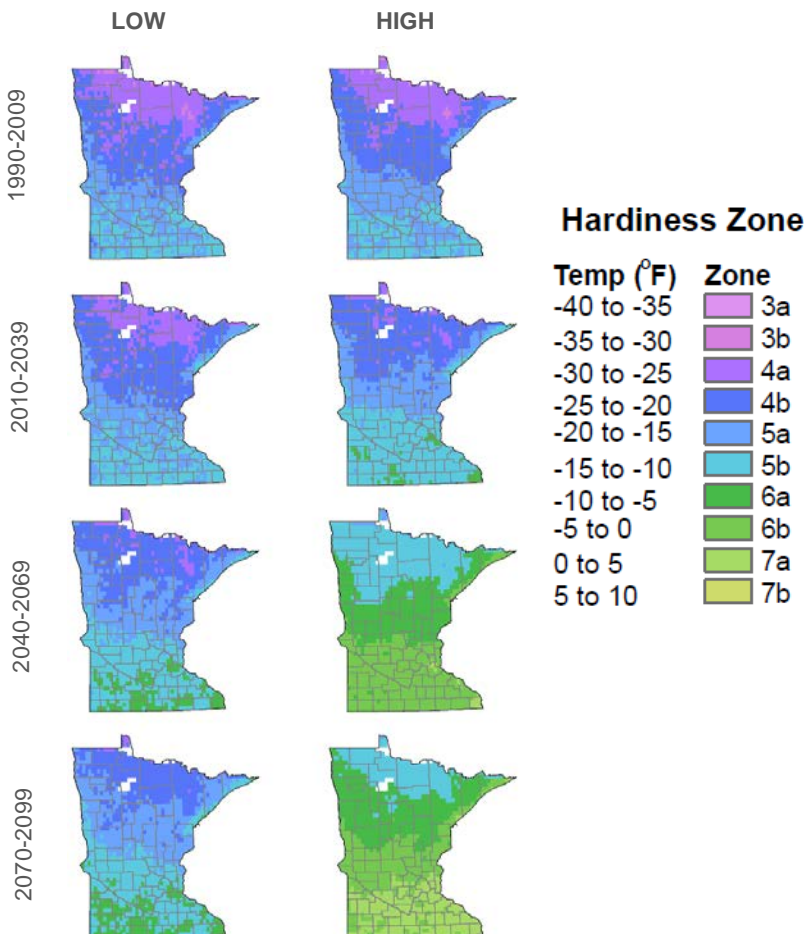 LOW HIGH
1990-2009
2010-2039
2040-2069
2070-2099
Hardiness Zone
Temp (°F) Zone
-40 to -35 3a
-35 to -30 3b
-30 to -25 4a
-25 to -20 4b
-20 to -15 5a
-15 to -10 5b
-10 to -5 6a
-5 to 0 6b
0 to 5 7a
5 to 10 7b